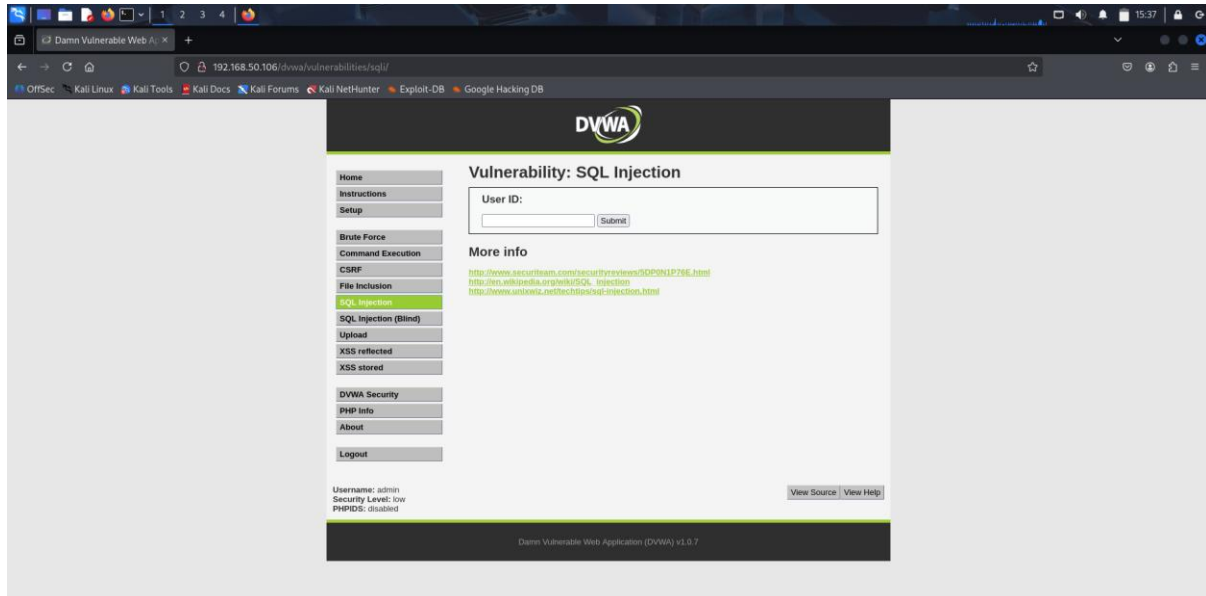 1 2 3 4
15:37
Damn Vulnerable Web Ap
192.168.50.106/dvwa/vulnerabilities/sqli/
OffSec Kali Linux Kali Tools Kali Docs Kali Forums Kali NetHunter Exploit-DB Google Hacking DB
DVWA
Home
Instructions
Setup
Brute Force
Command Execution
CSRF
File Inclusion
SQL Injection
SQL Injection (Blind)
Upload
XSS reflected
XSS stored
DVWA Security
PHP Info
About
Logout
Vulnerability: SQL Injection
User ID:
Submit
More info
http://www.securiteam.com/securityreviews/5DP0N1P76E.html
http://en.wikipedia.org/wiki/SQL_injection
http://www.unixwiz.net/techtips/sql-injection.html
Username: admin
Security Level: low
PHPIDS: disabled
View Source View Help
Damn Vulnerable Web Application (DVWA) v1.0.7